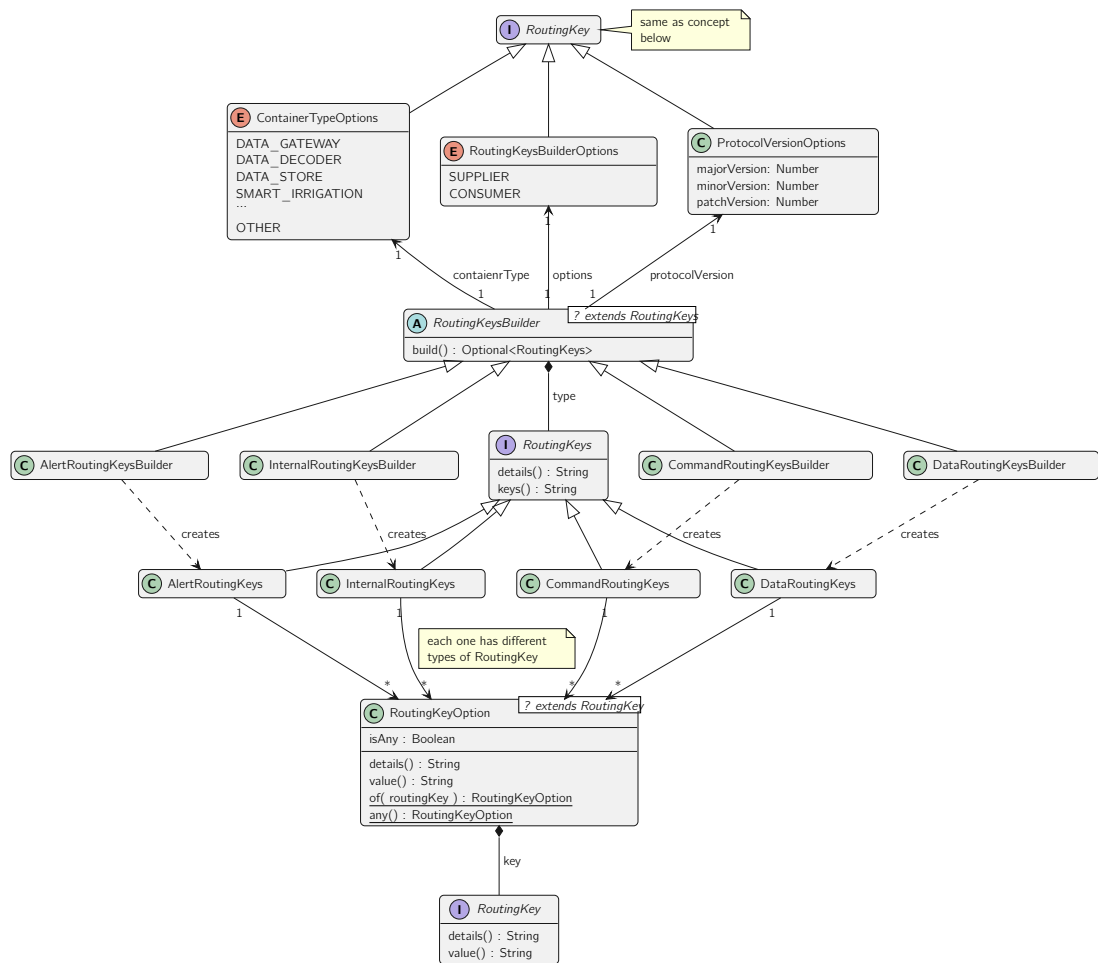 I RoutingKey
same as concept
below
E ContainerTypeOptions
DATA_GATEWAY
DATA_DECODER
DATA_STORE
SMART_IRRIGATION
...
OTHER
E RoutingKeysBuilderOptions
SUPPLIER
CONSUMER
C ProtocolVersionOptions
majorVersion: Number
minorVersion: Number
patchVersion: Number
1
1
1
contaienrType
options
protocolVersion
1
1
1
A RoutingKeysBuilder
? extends RoutingKeys
build() : Optional<RoutingKeys>
type
C AlertRoutingKeysBuilder
C InternalRoutingKeysBuilder
I RoutingKeys
details() : String
keys() : String
C CommandRoutingKeysBuilder
C DataRoutingKeysBuilder
creates
creates
creates
creates
C AlertRoutingKeys
C InternalRoutingKeys
C CommandRoutingKeys
C DataRoutingKeys
1
1
1
1
each one has different
types of RoutingKey
*
*
*
*
C RoutingKeyOption
? extends RoutingKey
isAny : Boolean
details() : String
value() : String
of( routingKey ) : RoutingKeyOption
any() : RoutingKeyOption
key
I RoutingKey
details() : String
value() : String